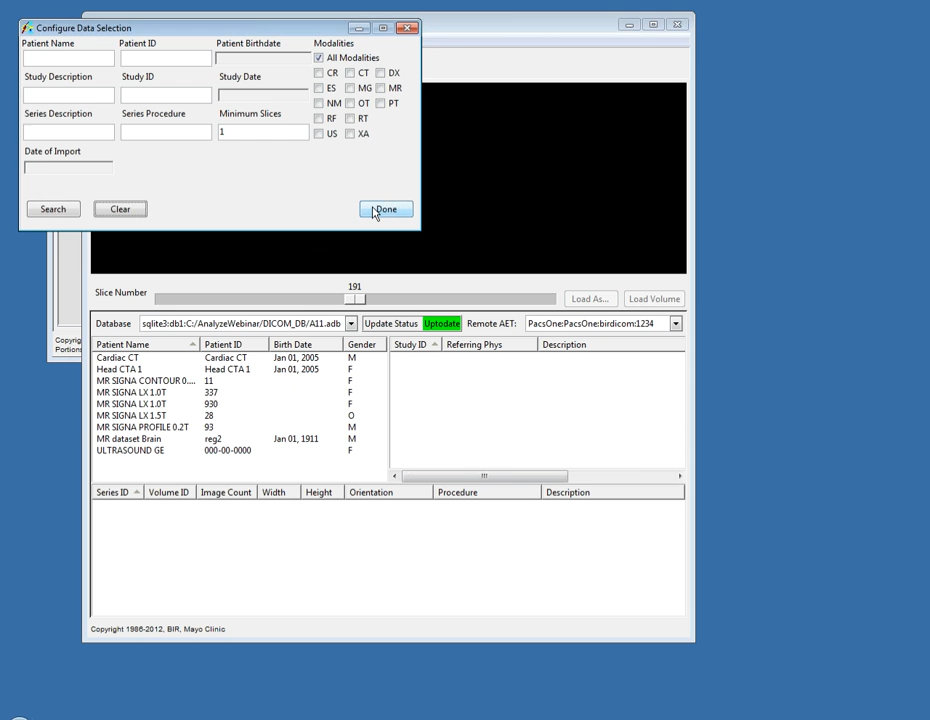 Configure Data Selection
Patient Name Patient ID Patient Birthdate Modalities
All Modalities
CR CT DX
Study Description Study ID Study Date
ES MG MR
NM OT PT
Series Description Series Procedure Minimum Slices
RF RT
1
US XA
Date of Import
Search Clear Done
Slice Number 191 Load As... Load Volume
Database sqlite3:db1:C:/AnalyzeWebinar/DICOM_DB/A11.adb Update Status Uptodate Remote AET: PacsOne:PacsOne:birdicom:1234
Copyrig
Portion
Patient Name Patient ID Birth Date Gender Study ID Referring Phys Description
Cardiac CT Cardiac CT Jan 01, 2005 M
Head CTA 1 Head CTA 1 Jan 01, 2005 F
MR SIGNA CONTOUR 0.... 11 F
MR SIGNA LX 1.0T 337 F
MR SIGNA LX 1.0T 930 F
MR SIGNA LX 1.5T 28 O
MR SIGNA PROFILE 0.2T 93 M
MR dataset Brain reg2 Jan 01, 1911 M
ULTRASOUND GE 000-00-0000 F
Series ID Volume ID Image Count Width Height Orientation Procedure Description
Copyright 1986-2012, BIR, Mayo Clinic